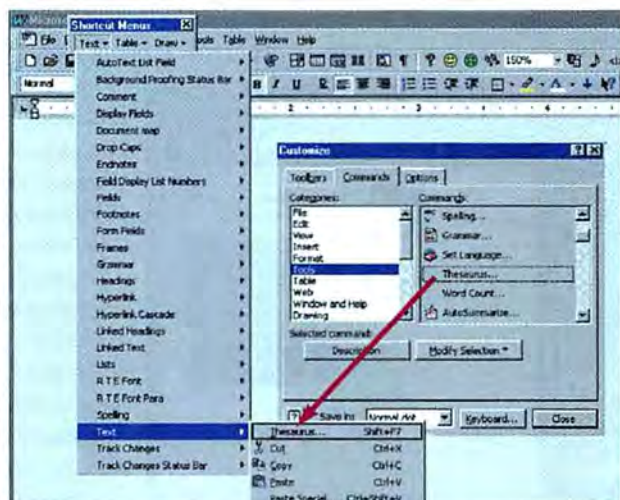 Shortcut Menus
Text Table Draw
Table Window Help
150%
Normal
B I U
2 3 4
AutoText List Field
Background Proofing Status Bar
Comment
Display Fields
Document map
Drop Caps
Endnotes
Field Display List Numbers
Fields
Footnotes
Form Fields
Frames
Grammar
Headings
Hyperlink
Hyperlink Cascade
Linked Headings
Linked Text
Lists
R T E Font
R T E Font Para
Spelling
Text
Track Changes
Track Changes Status Bar
Customize
Toolbars Commands Options
Categories:
File
Edit
View
Insert
Format
Tools
Table
Web
Window and Help
Drawing
Commands:
Spelling...
Grammar...
Set Language...
Thesaurus...
Word Count...
AutoSummarize...
Selected command:
Description Modify Selection
Save in: Normal.dot Keyboard... Close
Thesaurus... Shift+F7
Cut Ctrl+X
Copy Ctrl+C
Paste Ctrl+V
Paste Special Ctrl+Shift+V